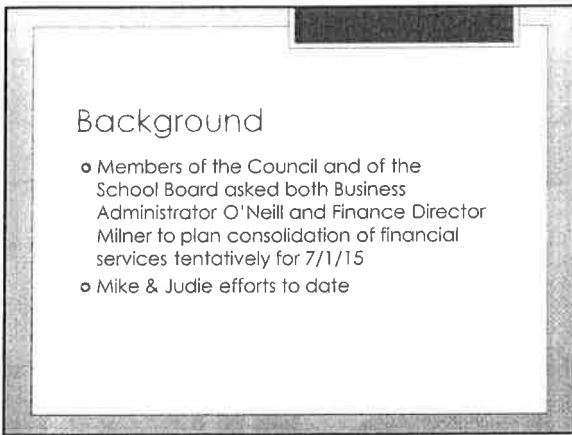 Background
o Members of the Council and of the
School Board asked both Business
Administrator O'Neill and Finance Director
Milner to plan consolidation of financial
services tentatively for 7/1/15
o Mike & Judie efforts to date